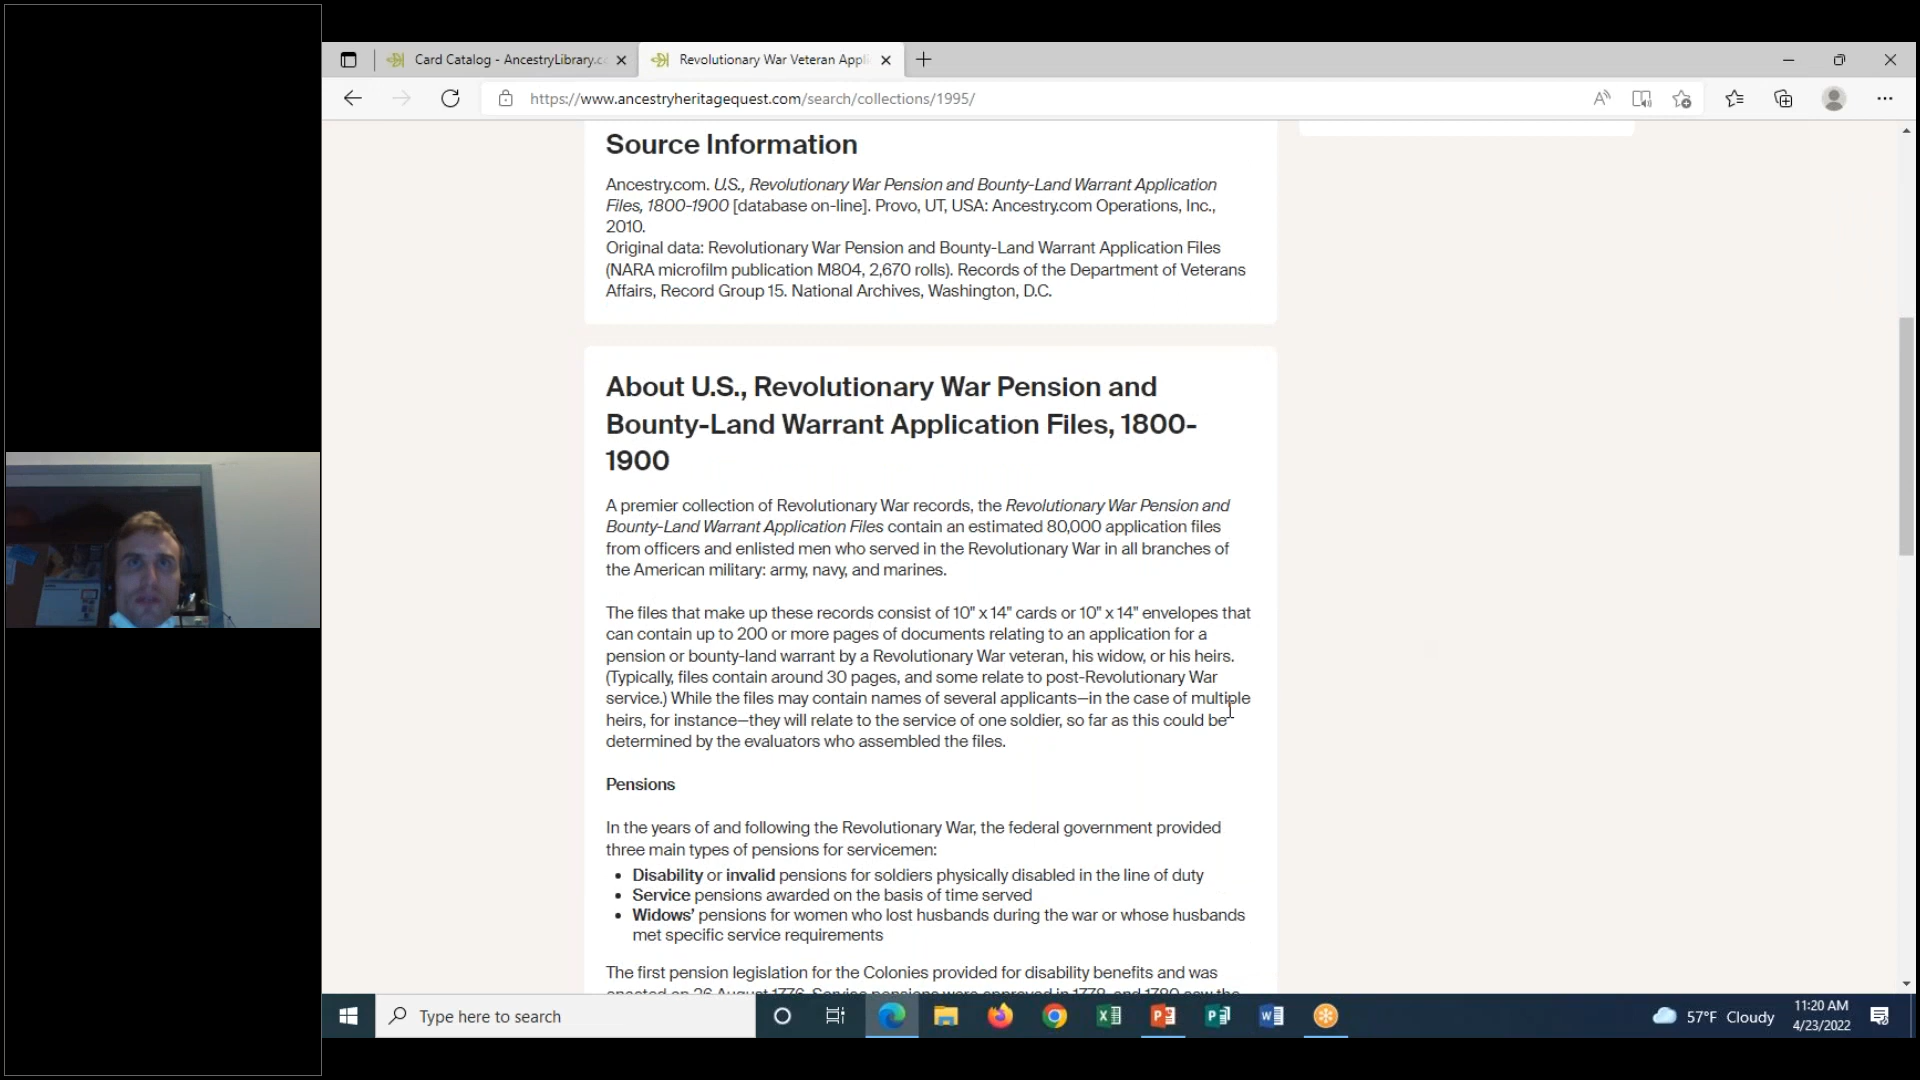 Card Catalog - AncestryLibrary.c
Revolutionary War Veteran Appli
https://www.ancestryheritagequest.com/search/collections/1995/
Source Information
Ancestry.com. U.S., Revolutionary War Pension and Bounty-Land Warrant Application
Files, 1800-1900 [database on-line]. Provo, UT, USA: Ancestry.com Operations, Inc.,
2010.
Original data: Revolutionary War Pension and Bounty-Land Warrant Application Files
(NARA microfilm publication M804, 2,670 rolls). Records of the Department of Veterans
Affairs, Record Group 15. National Archives, Washington, D.C.
About U.S., Revolutionary War Pension and
Bounty-Land Warrant Application Files, 1800-
1900
A premier collection of Revolutionary War records, the Revolutionary War Pension and
Bounty-Land Warrant Application Files contain an estimated 80,000 application files
from officers and enlisted men who served in the Revolutionary War in all branches of
the American military: army, navy, and marines.
The files that make up these records consist of 10" x 14" cards or 10" x 14" envelopes that
can contain up to 200 or more pages of documents relating to an application for a
pension or bounty-land warrant by a Revolutionary War veteran, his widow, or his heirs.
(Typically, files contain around 30 pages, and some relate to post-Revolutionary War
service.) While the files may contain names of several applicants—in the case of multiple
heirs, for instance—they will relate to the service of one soldier, so far as this could be
determined by the evaluators who assembled the files.
Pensions
In the years of and following the Revolutionary War, the federal government provided
three main types of pensions for servicemen:
• Disability or invalid pensions for soldiers physically disabled in the line of duty
• Service pensions awarded on the basis of time served
• Widows' pensions for women who lost husbands during the war or whose husbands
met specific service requirements
The first pension legislation for the Colonies provided for disability benefits and was
enacted on 26 August 1776. Service pensions were approved in 1778, and 1780 saw the
Type here to search
57°F Cloudy
11:20 AM
4/23/2022